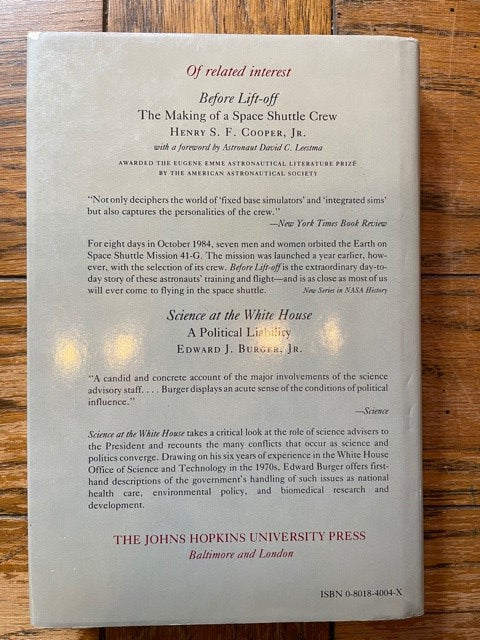 Of related interest
Before Lift-off
The Making of a Space Shuttle Crew
HENRY S. F. COOPER, JR.
with a foreword by Astronaut David C. Leestma
AWARDED THE EUGENE EMME ASTRONAUTICAL LITERATURE PRIZE
BY THE AMERICAN ASTRONAUTICAL SOCIETY
“Not only deciphers the world of ‘fixed base simulators’ and ‘integrated sims’
but also captures the personalities of the crew.”
—New York Times Book Review
For eight days in October 1984, seven men and women orbited the Earth on
Space Shuttle Mission 41-G. The mission was launched a year earlier, how-
ever, with the selection of its crew. Before Lift-off is the extraordinary day-to-
day story of these astronauts' training and flight—and is as close as most of us
will ever come to flying in the space shuttle. New Series in NASA History
Science at the White House
A Political Liability
EDWARD J. BURGER, JR.
“A candid and concrete account of the major involvements of the science
advisory staff. . . . Burger displays an acute sense of the conditions of political
influence.”
—Science
Science at the White House takes a critical look at the role of science advisers to
the President and recounts the many conflicts that occur as science and
politics converge. Drawing on his six years of experience in the White House
Office of Science and Technology in the 1970s, Edward Burger offers first-
hand descriptions of the government's handling of such issues as national
health care, environmental policy, and biomedical research and
development.
THE JOHNS HOPKINS UNIVERSITY PRESS
Baltimore and London
ISBN 0-8018-4004-X